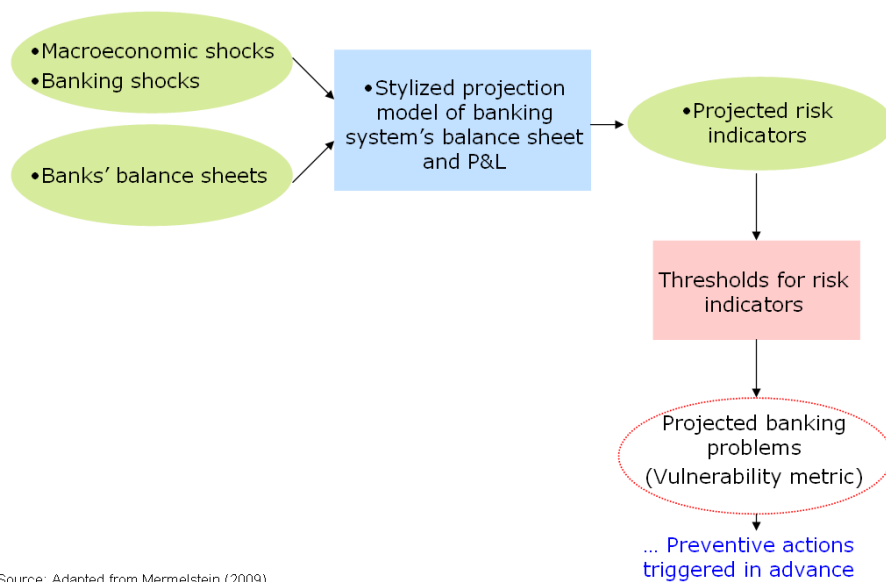 •Macroeconomic shocks
•Banking shocks
•Banks' balance sheets
•Stylized projection
model of banking
system's balance sheet
and P&L
•Projected risk
indicators
Thresholds for risk
indicators
Projected banking
problems
(Vulnerability metric)
... Preventive actions
triggered in advance
Source: Adapted from Mermelstein (2009)